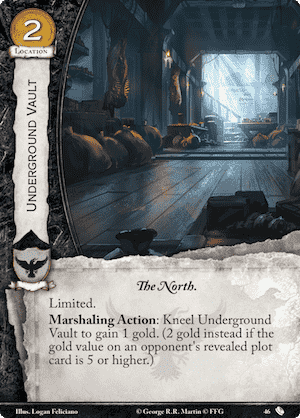 2
Location
Underground Vault
The North.
Limited.
Marshaling Action: Kneel Underground
Vault to gain 1 gold. (2 gold instead if the
gold value on an opponent's revealed plot
card is 5 or higher.)
Illus. Logan Feliciano
© George R.R. Martin © FFG
46